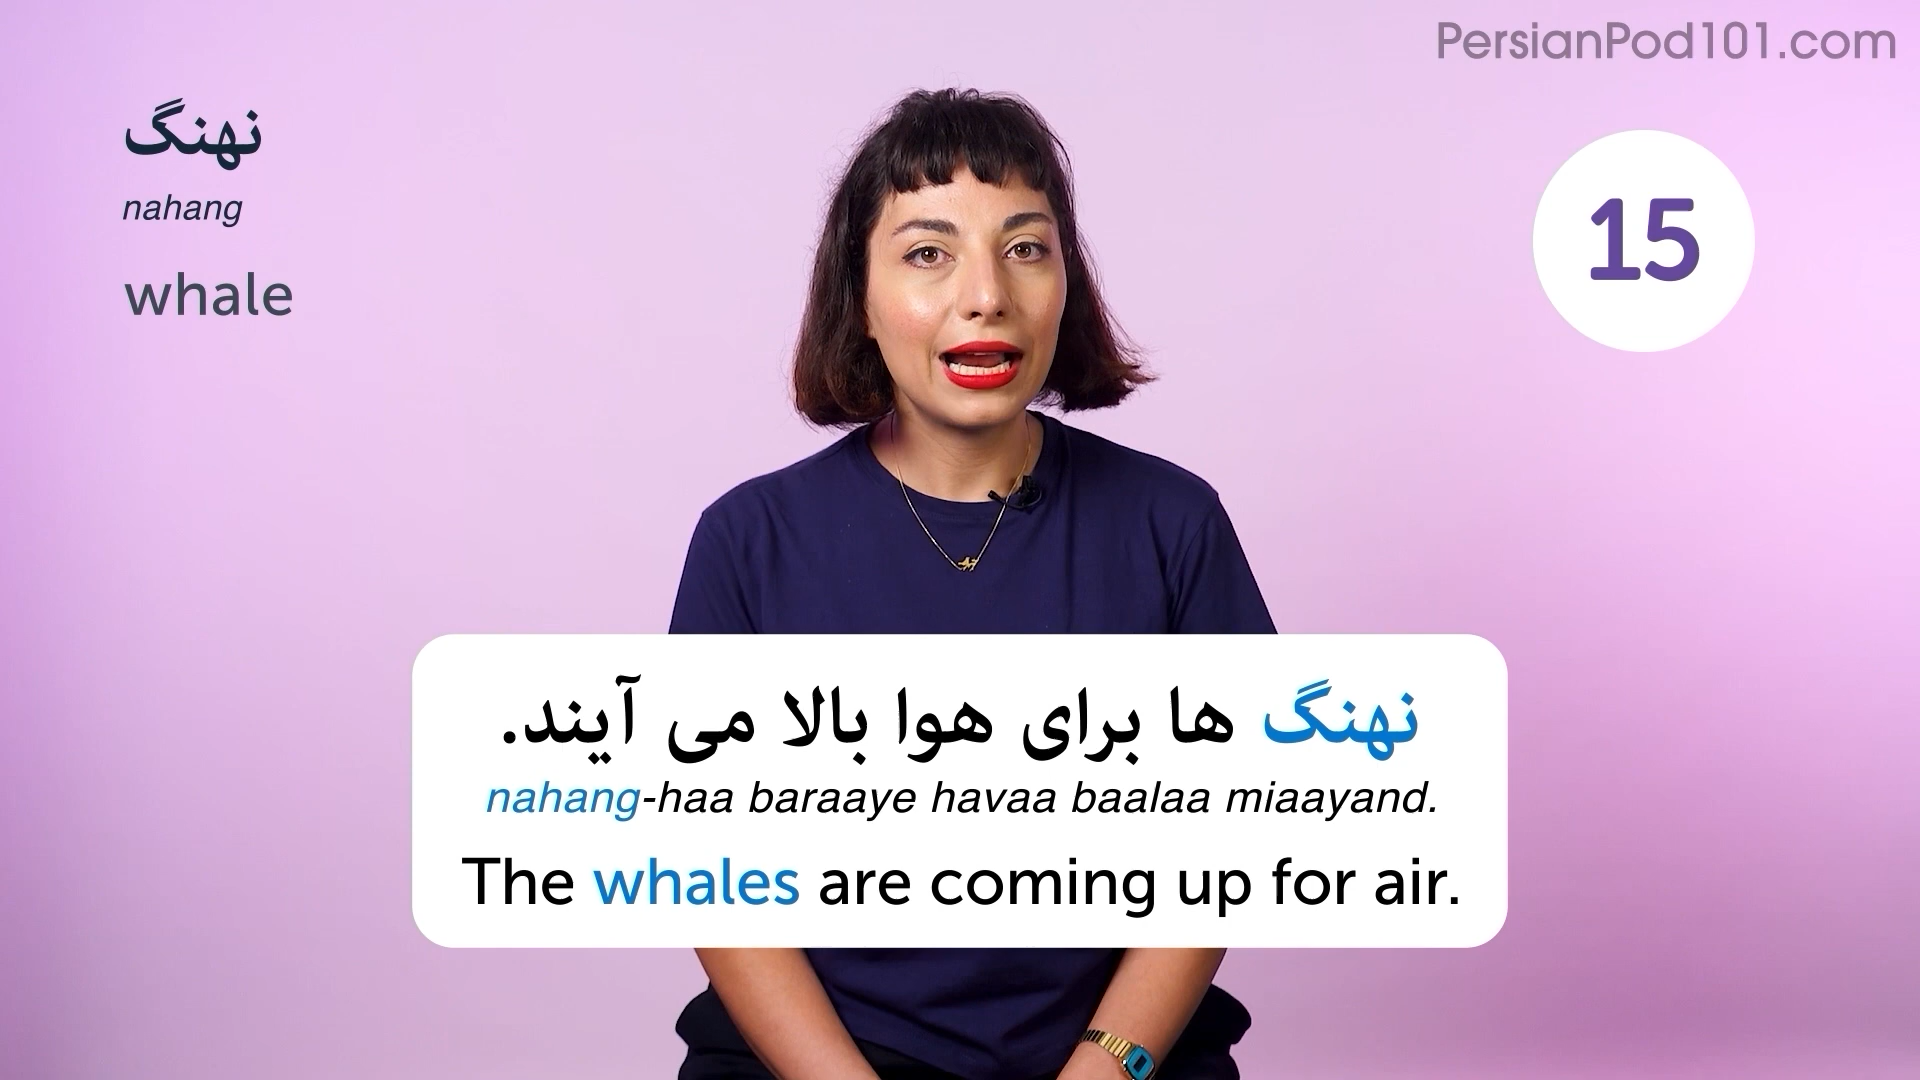 PersianPod101.com
نهنگ
nahang
whale
15
نهنگ ها برای هوا بالا می آیند.
nahang-haa baraaye havaa baalaa miaayand.
The whales are coming up for air.